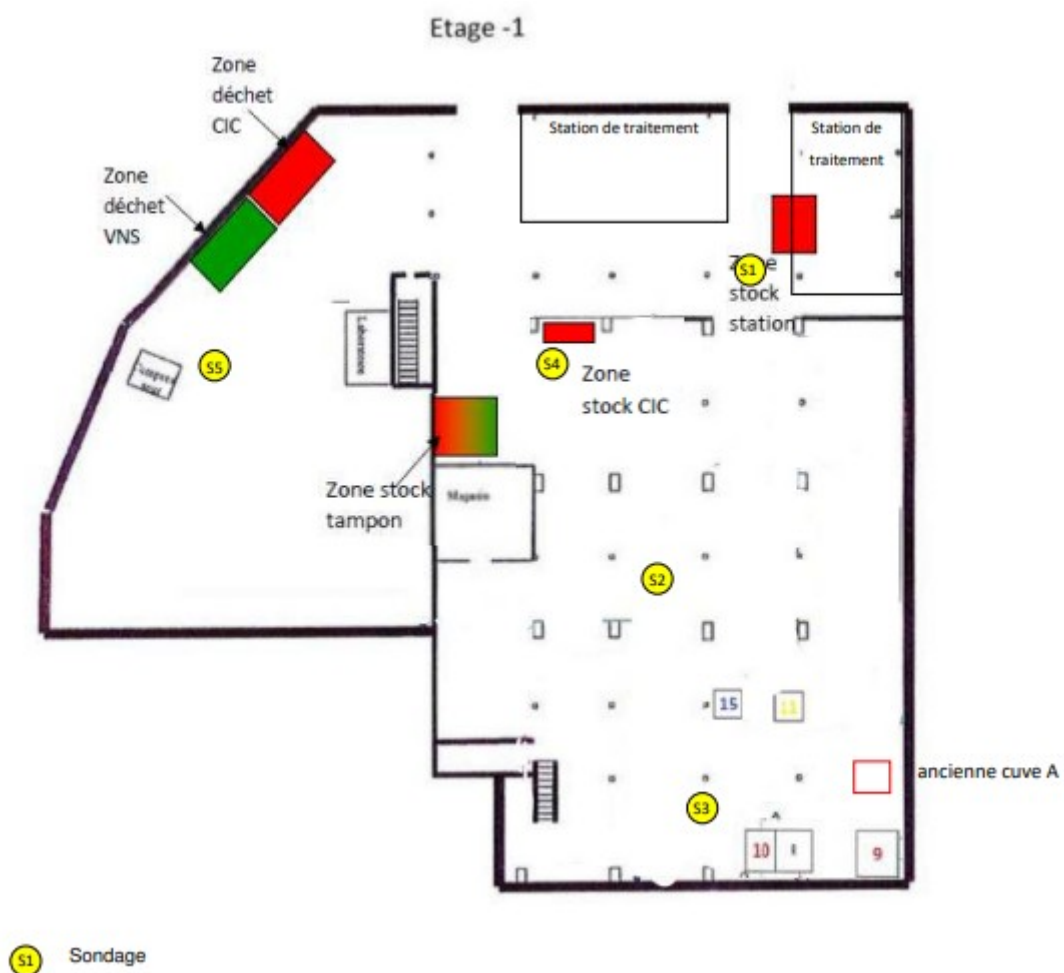 Etage -1
Zone
déchet
CIC
Station de traitement
Station de
traitement
Zone
déchet
VNS
S1
Zone
stock
station
Laboratoire
S5
S4
Zone
stock CIC
Zone stock
tampon
Magasin
S2
15
11
ancienne cuve A
S3
A
10
1
9
S1 Sondage